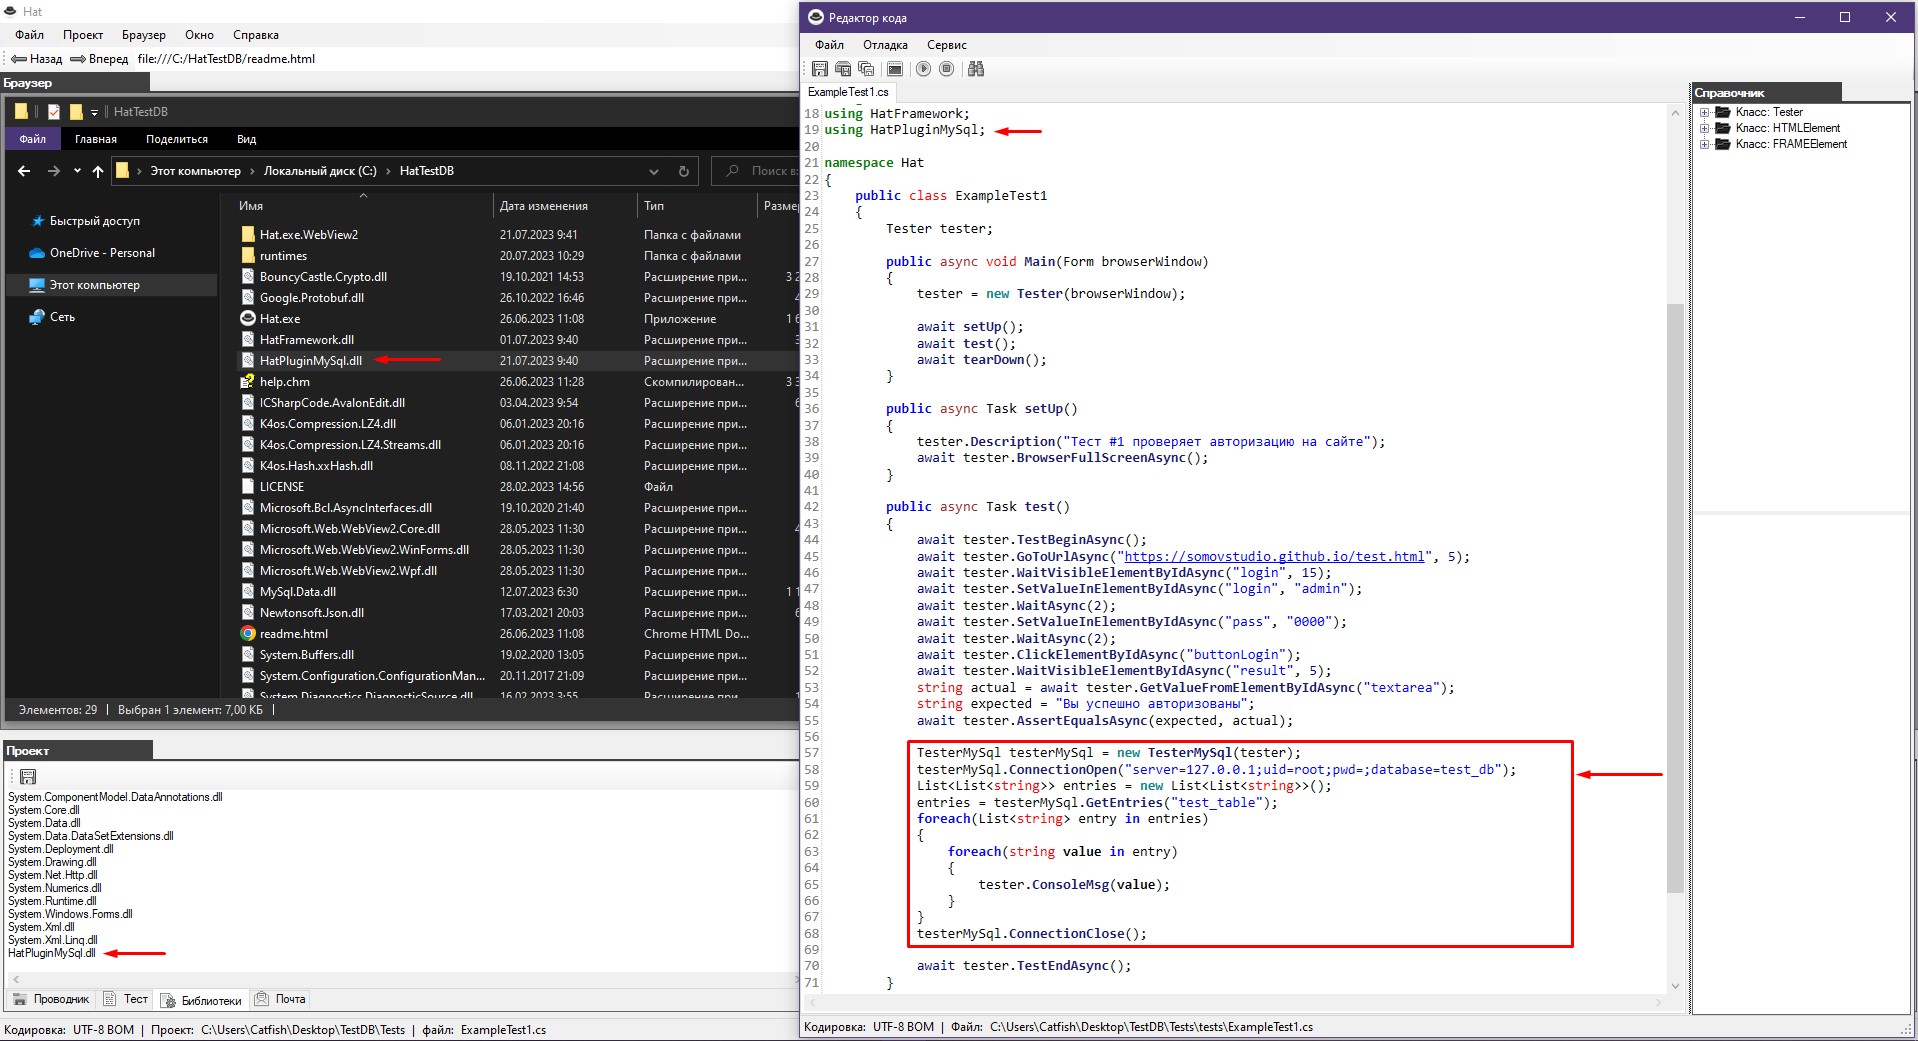 Hat
Файл Проект Браузер Окно Справка
Назад Вперед file:///C:/HatTestDB/readme.html
Браузер
HatTestDB
Файл Главная Поделиться Вид
Этот компьютер › Локальный диск (C:) › HatTestDB
Поиск в:
Имя Дата изменения Тип Разме
Быстрый доступ
OneDrive - Personal
Этот компьютер
Сеть
Hat.exe.WebView2 21.07.2023 9:41 Папка с файлами
runtimes 20.07.2023 10:29 Папка с файлами
BouncyCastle.Crypto.dll 19.10.2021 14:53 Расширение при... 3 2
Google.Protobuf.dll 26.10.2022 16:46 Расширение при...
Hat.exe 26.06.2023 11:08 Приложение 1 6
HatFramework.dll 01.07.2023 9:40 Расширение при...
HatPluginMySql.dll 21.07.2023 9:40 Расширение при...
help.chm 26.06.2023 11:28 Скомпилирован... 3 3
ICSharpCode.AvalonEdit.dll 03.04.2023 9:54 Расширение при...
K4os.Compression.LZ4.dll 06.01.2023 20:16 Расширение при...
K4os.Compression.LZ4.Streams.dll 06.01.2023 20:16 Расширение при...
K4os.Hash.xxHash.dll 08.11.2022 21:08 Расширение при...
LICENSE 28.02.2023 14:56 Файл
Microsoft.Bcl.AsyncInterfaces.dll 19.10.2020 21:40 Расширение при...
Microsoft.Web.WebView2.Core.dll 28.05.2023 11:30 Расширение при...
Microsoft.Web.WebView2.WinForms.dll 28.05.2023 11:30 Расширение при...
Microsoft.Web.WebView2.Wpf.dll 28.05.2023 11:30 Расширение при...
MySql.Data.dll 12.07.2023 6:30 Расширение при... 1 1
Newtonsoft.Json.dll 17.03.2021 20:03 Расширение при...
readme.html 26.06.2023 11:08 Chrome HTML Do...
System.Buffers.dll 19.02.2020 13:05 Расширение при...
System.Configuration.ConfigurationMan... 20.11.2017 21:09 Расширение при...
System.Diagnostics.DiagnosticSource.dll 16.02.2023 3:55 Расширение при...
Элементов: 29 | Выбран 1 элемент: 7,00 КБ |
Проект
System.ComponentModel.DataAnnotations.dll
System.Core.dll
System.Data.dll
System.Data.DataSetExtensions.dll
System.Deployment.dll
System.Drawing.dll
System.Net.Http.dll
System.Numerics.dll
System.Runtime.dll
System.Windows.Forms.dll
System.Xml.dll
System.Xml.Linq.dll
HatPluginMySql.dll
Проводник Тест Библиотеки Почта
Кодировка: UTF-8 BOM | Проект: C:\Users\Catfish\Desktop\TestDB\Tests | файл: ExampleTest1.cs
Редактор кода
Файл Отладка Сервис
ExampleTest1.cs
18 using HatFramework;
19 using HatPluginMySql;
20
21 namespace Hat
22 {
23 public class ExampleTest1
24 {
25 Tester tester;
26
27 public async void Main(Form browserWindow)
28 {
29 tester = new Tester(browserWindow);
30
31 await setUp();
32 await test();
33 await tearDown();
34 }
35
36 public async Task setUp()
37 {
38 tester.Description("Тест #1 проверяет авторизацию на сайте");
39 await tester.BrowserFullScreenAsync();
40 }
41
42 public async Task test()
43 {
44 await tester.TestBeginAsync();
45 await tester.GoToUrlAsync("https://somovstudio.github.io/test.html", 5);
46 await tester.WaitVisibleElementByIdAsync("login", 15);
47 await tester.SetValueInElementByIdAsync("login", "admin");
48 await tester.WaitAsync(2);
49 await tester.SetValueInElementByIdAsync("pass", "0000");
50 await tester.WaitAsync(2);
51 await tester.ClickElementByIdAsync("buttonLogin");
52 await tester.WaitVisibleElementByIdAsync("result", 5);
53 string actual = await tester.GetValueFromElementByIdAsync("textarea");
54 string expected = "Вы успешно авторизованы";
55 await tester.AssertEqualsAsync(expected, actual);
56
57 TesterMySql testerMySql = new TesterMySql(tester);
58 testerMySql.ConnectionOpen("server=127.0.0.1;uid=root;pwd=;database=test_db");
59 List<List<string>> entries = new List<List<string>>();
60 entries = testerMySql.GetEntries("test_table");
61 foreach(List<string> entry in entries)
62 {
63 foreach(string value in entry)
64 {
65 tester.ConsoleMsg(value);
66 }
67 }
68 testerMySql.ConnectionClose();
69
70 await tester.TestEndAsync();
71 }
Кодировка: UTF-8 BOM | Файл: C:\Users\Catfish\Desktop\TestDB\Tests\tests\ExampleTest1.cs
Справочник
Класс: Tester
Класс: HTMLElement
Класс: FRAMEElement